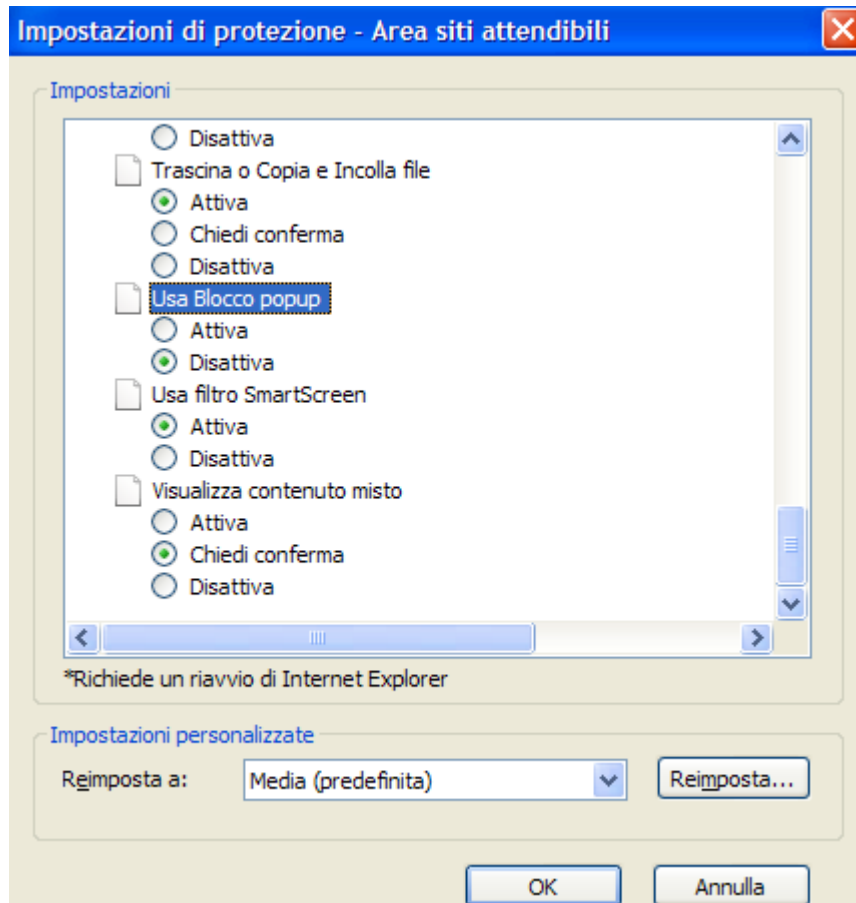 Impostazioni di protezione - Area siti attendibili
Impostazioni
Disattiva
Trascina o Copia e Incolla file
Attiva
Chiedi conferma
Disattiva
Usa Blocco popup
Attiva
Disattiva
Usa filtro SmartScreen
Attiva
Disattiva
Visualizza contenuto misto
Attiva
Chiedi conferma
Disattiva
*Richiede un riavvio di Internet Explorer
Impostazioni personalizzate
Reimposta a: Media (predefinita) Reimposta...
OK Annulla